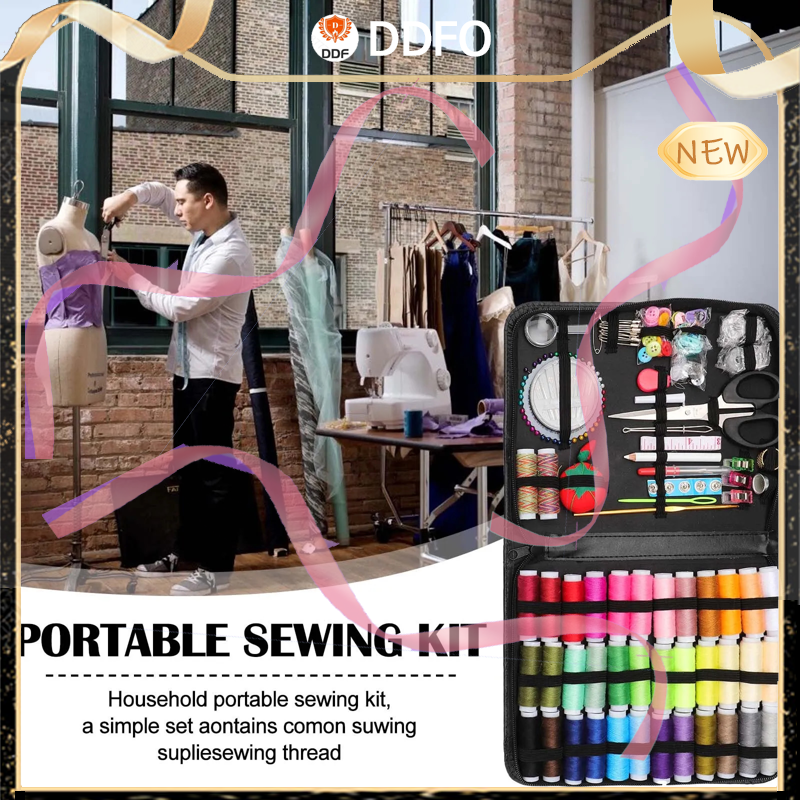 DDF
DDFO
NEW
PORTABLE SEWING KIT
Household portable sewing kit,
a simple set aontains comon suwing
supliesewing thread